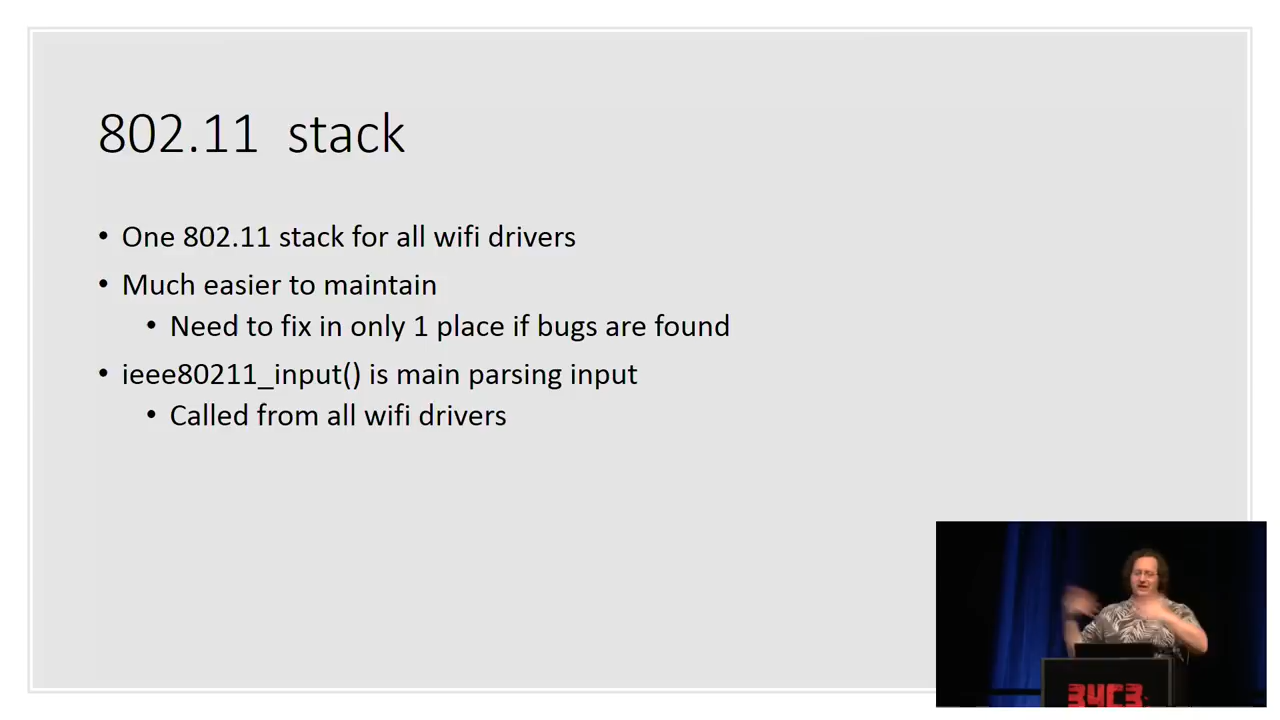 802.11 stack
• One 802.11 stack for all wifi drivers
• Much easier to maintain
• Need to fix in only 1 place if bugs are found
• ieee80211_input() is main parsing input
• Called from all wifi drivers
34C3